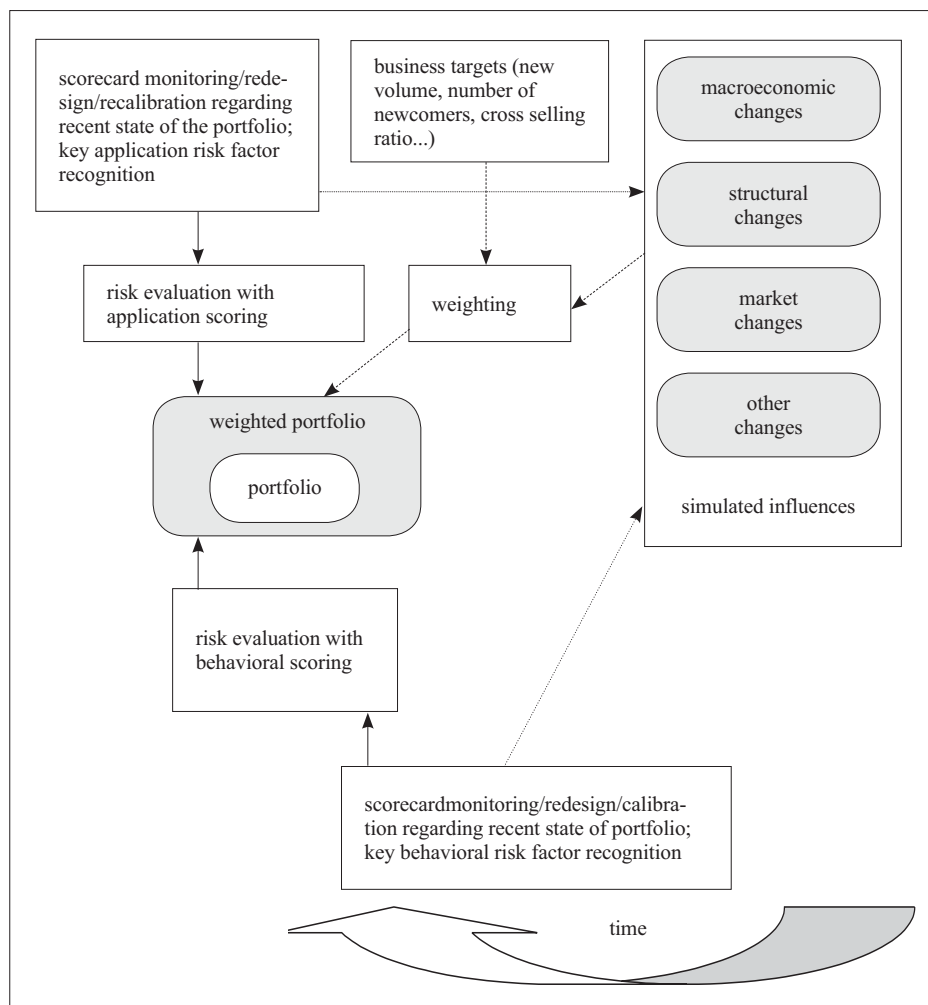 scorecard monitoring/rede-
sign/recalibration regarding
recent state of the portfolio;
key application risk factor
recognition
business targets (new
volume, number of
newcomers, cross selling
ratio...)
macroeconomic
changes
structural
changes
market
changes
other
changes
simulated influences
risk evaluation with
application scoring
weighting
weighted portfolio
portfolio
risk evaluation with
behavioral scoring
scorecardmonitoring/redesign/calibra-
tion regarding recent state of portfolio;
key behavioral risk factor recognition
time